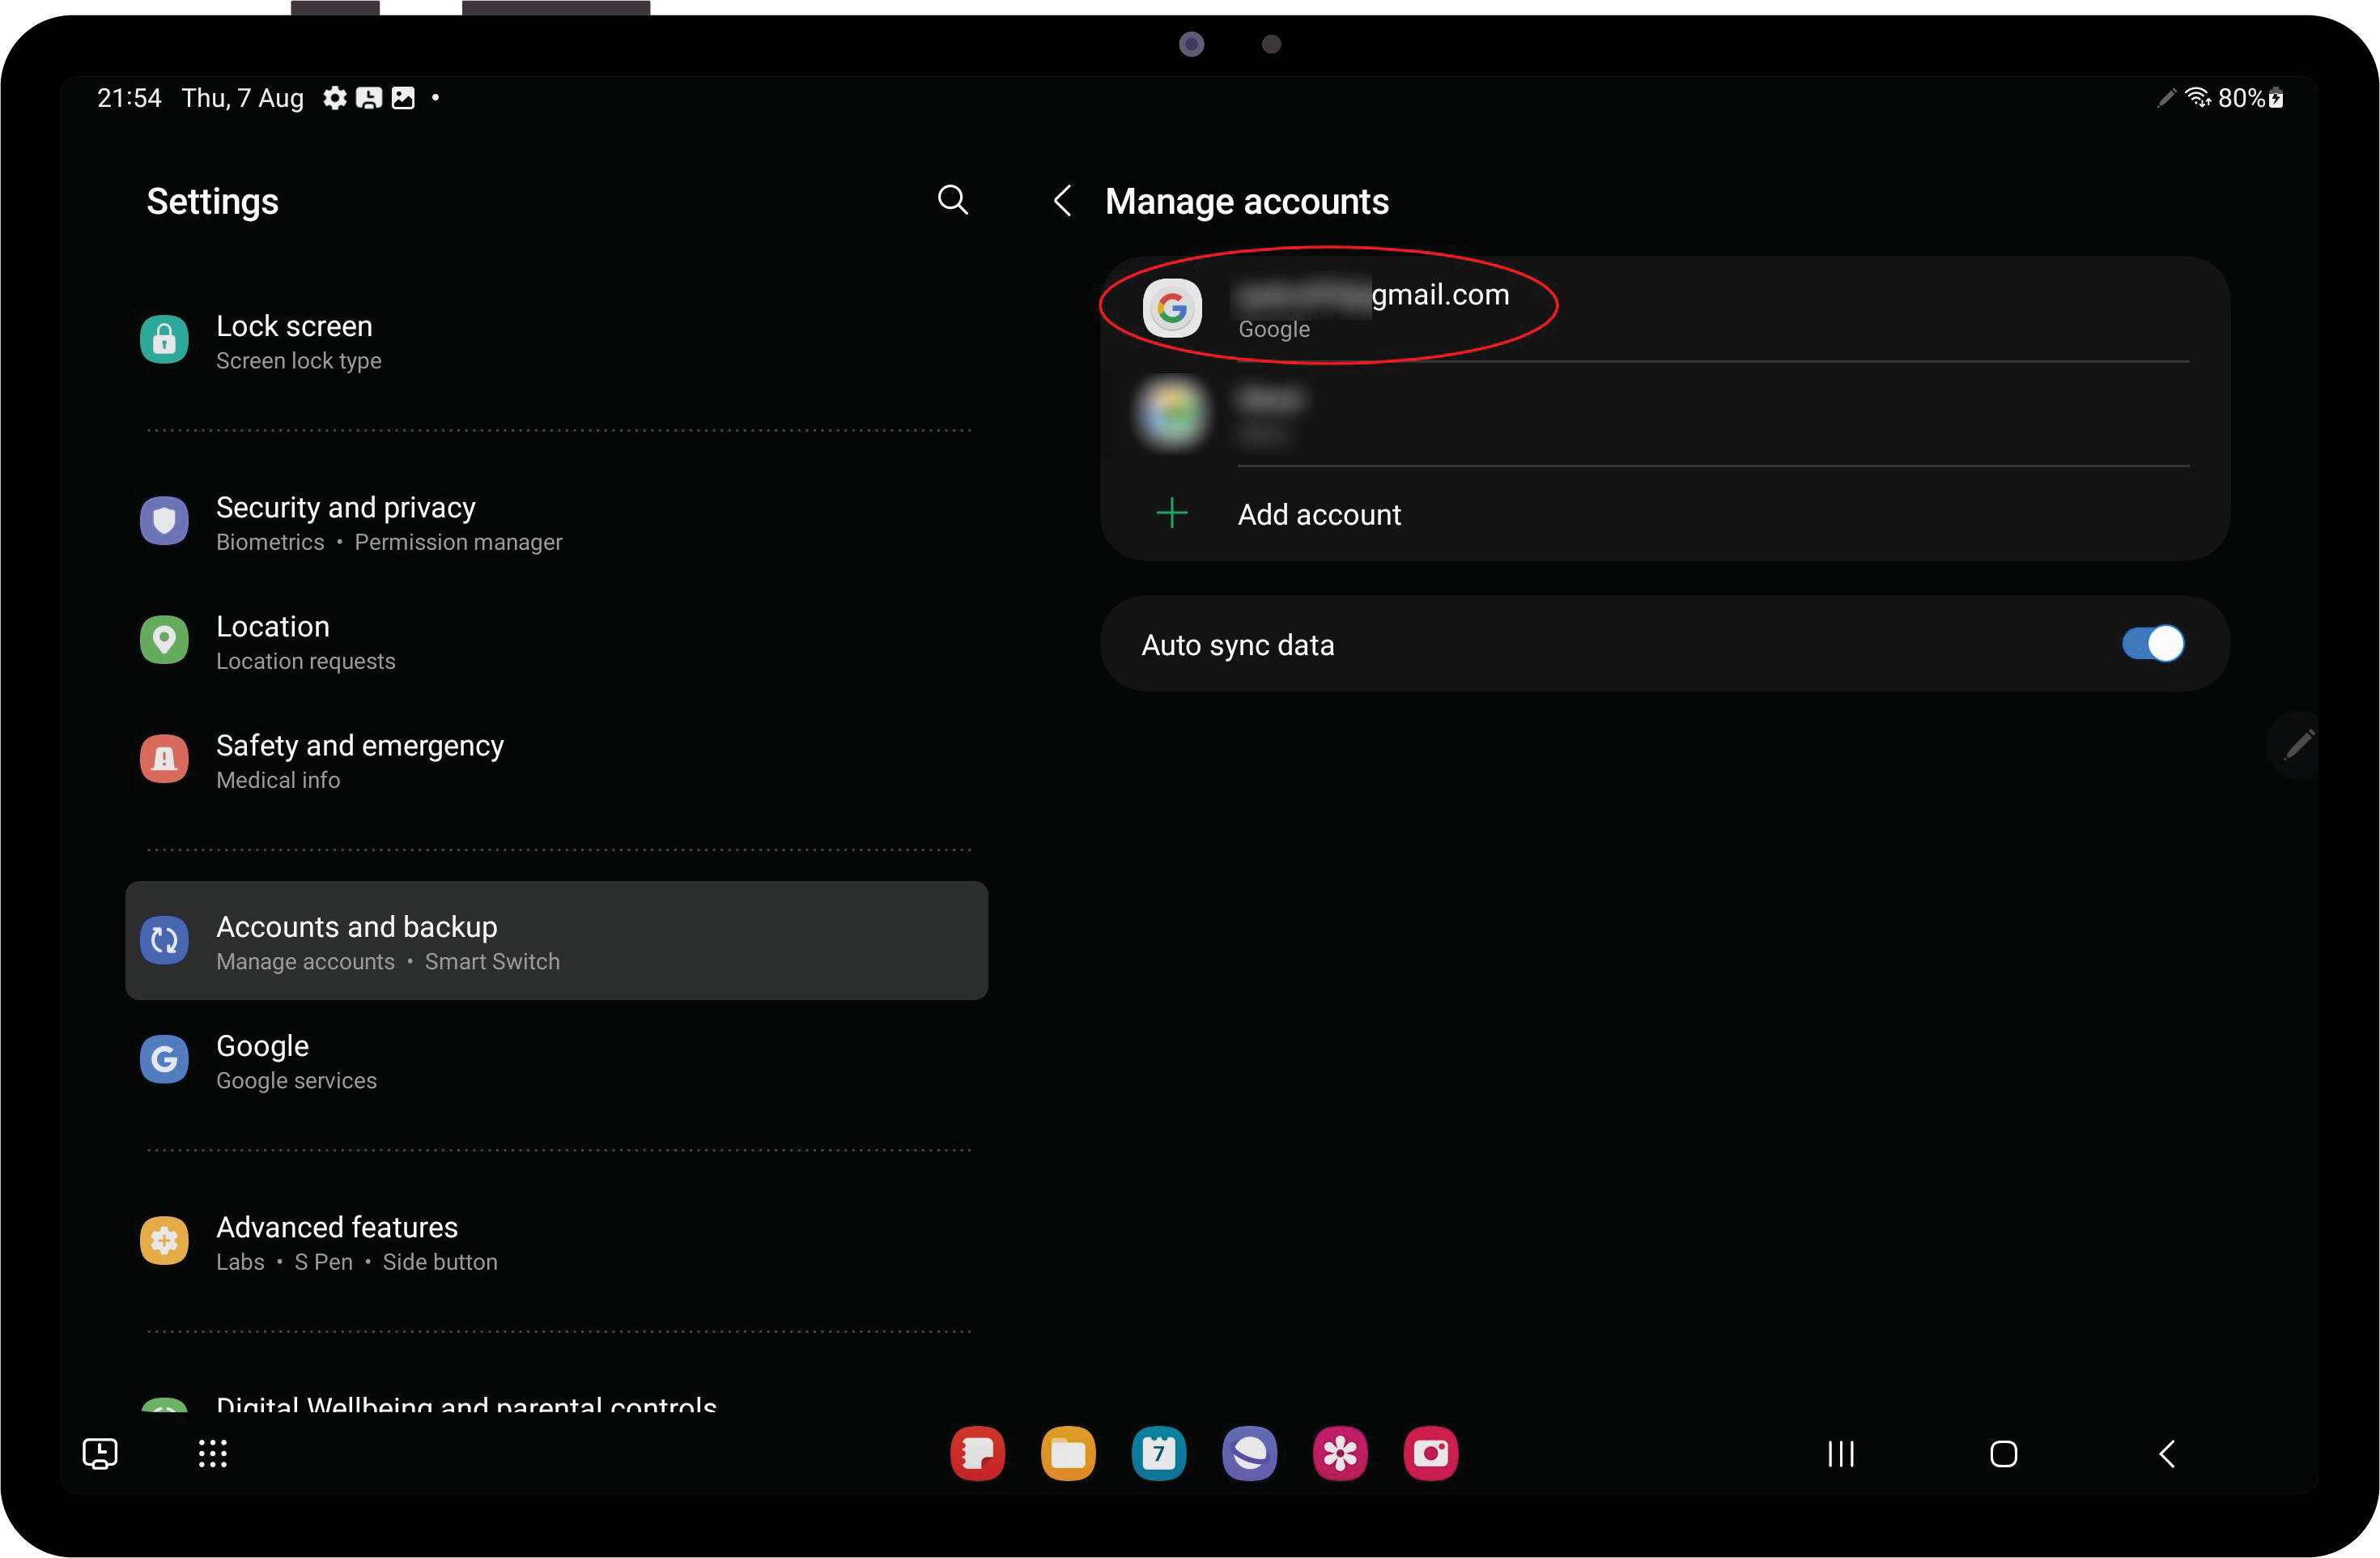 21:54 Thu, 7 Aug
80%
Settings
Lock screen
Screen lock type
Security and privacy
Biometrics • Permission manager
Location
Location requests
Safety and emergency
Medical info
Accounts and backup
Manage accounts • Smart Switch
Google
Google services
Advanced features
Labs • S Pen • Side button
Digital Wellbeing and parental controls
Manage accounts
gmail.com
Google
Add account
Auto sync data
7